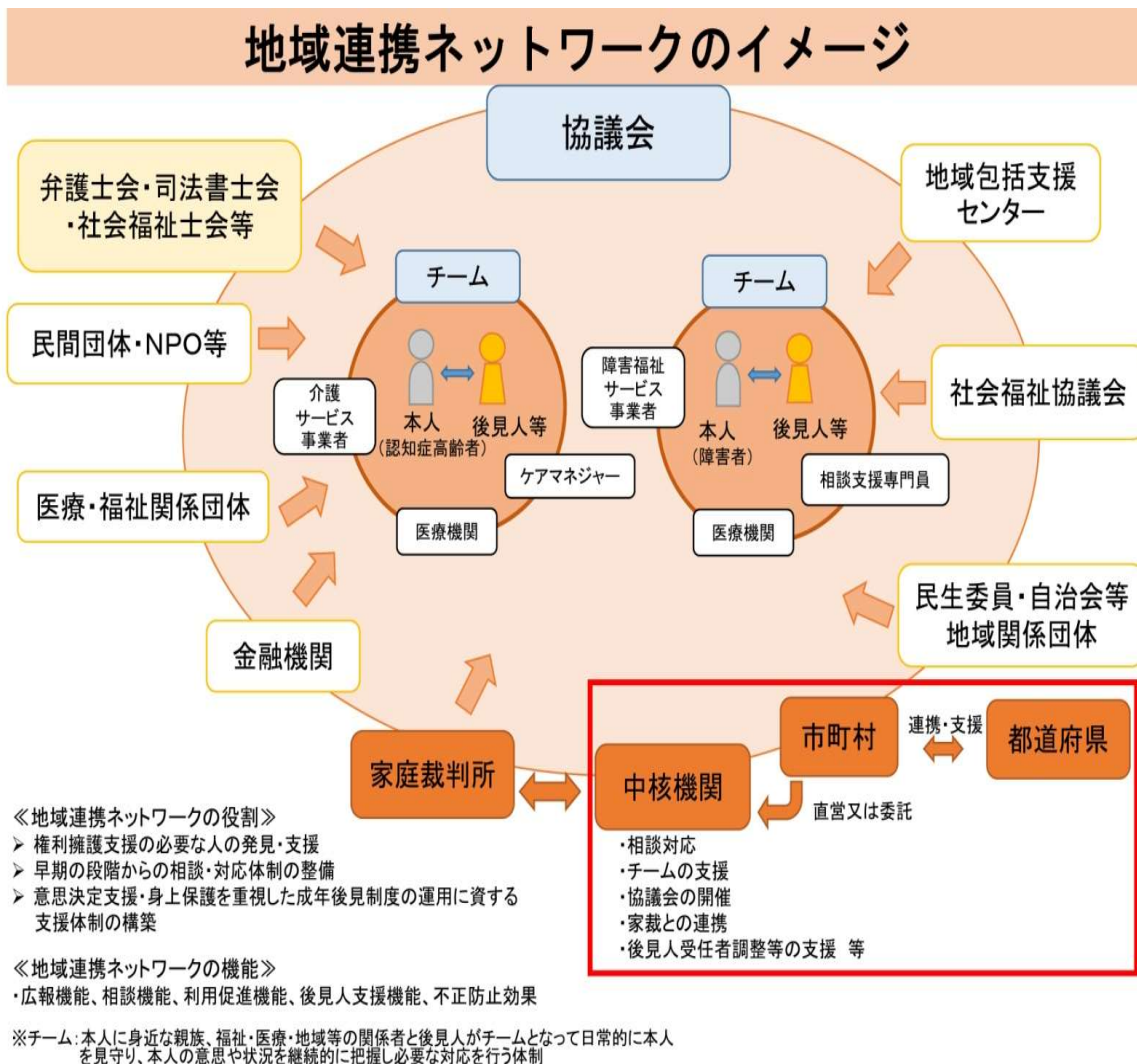 地域連携ネットワークのイメージ
協議会
弁護士会・司法書士会
・社会福祉士会等
地域包括支援
センター
チーム
チーム
民間団体・NPO等
介護
サービス
事業者
本人
(認知症高齢者)
後見人等
ケアマネジャー
医療機関
障害福祉
サービス
事業者
本人
(障害者)
後見人等
相談支援専門員
医療機関
社会福祉協議会
医療・福祉関係団体
金融機関
民生委員・自治会等
地域関係団体
家庭裁判所
中核機関
市町村
連携・支援
都道府県
直営又は委託
・相談対応
・チームの支援
・協議会の開催
・家裁との連携
・後見人受任者調整等の支援 等
≪地域連携ネットワークの役割≫
➢ 権利擁護支援の必要な人の発見・支援
➢ 早期の段階からの相談・対応体制の整備
➢ 意思決定支援・身上保護を重視した成年後見制度の運用に資する
支援体制の構築
≪地域連携ネットワークの機能≫
・広報機能、相談機能、利用促進機能、後見人支援機能、不正防止効果
※チーム:本人に身近な親族、福祉・医療・地域等の関係者と後見人がチームとなって日常的に本人
を見守り、本人の意思や状況を継続的に把握し必要な対応を行う体制